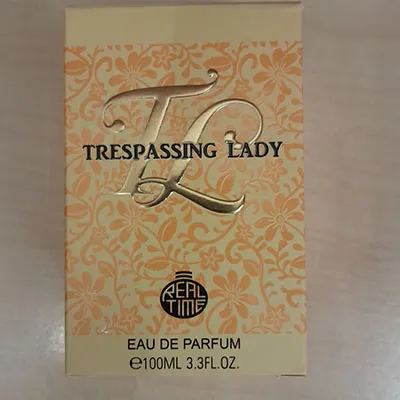 TL
TRESPASSING LADY
REAL
TIME
EAU DE PARFUM
℮100ML 3.3FL.OZ.